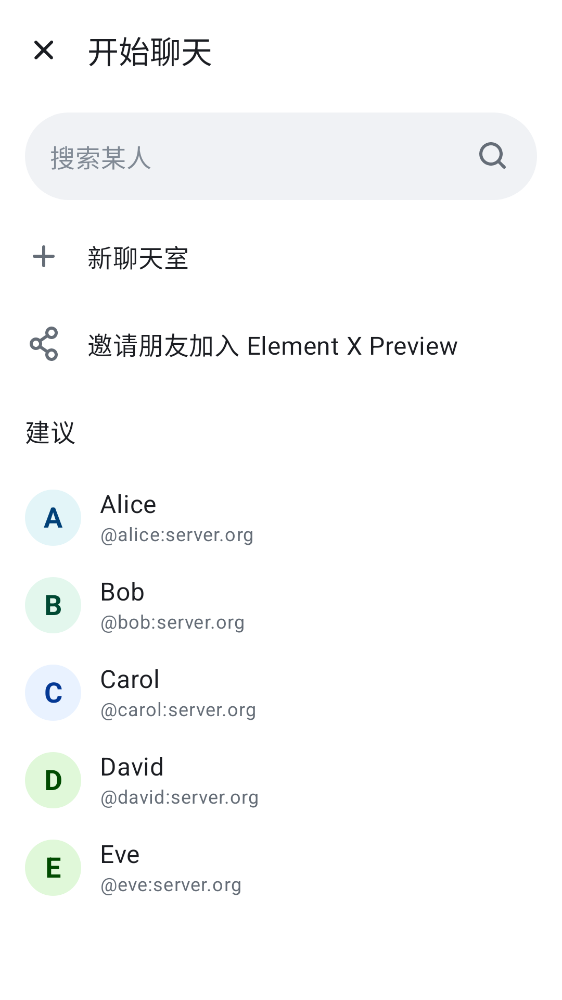 开始聊天
搜索某人
新聊天室
邀请朋友加入 Element X Preview
建议
A
Alice
@alice:server.org
B
Bob
@bob:server.org
C
Carol
@carol:server.org
D
David
@david:server.org
E
Eve
@eve:server.org